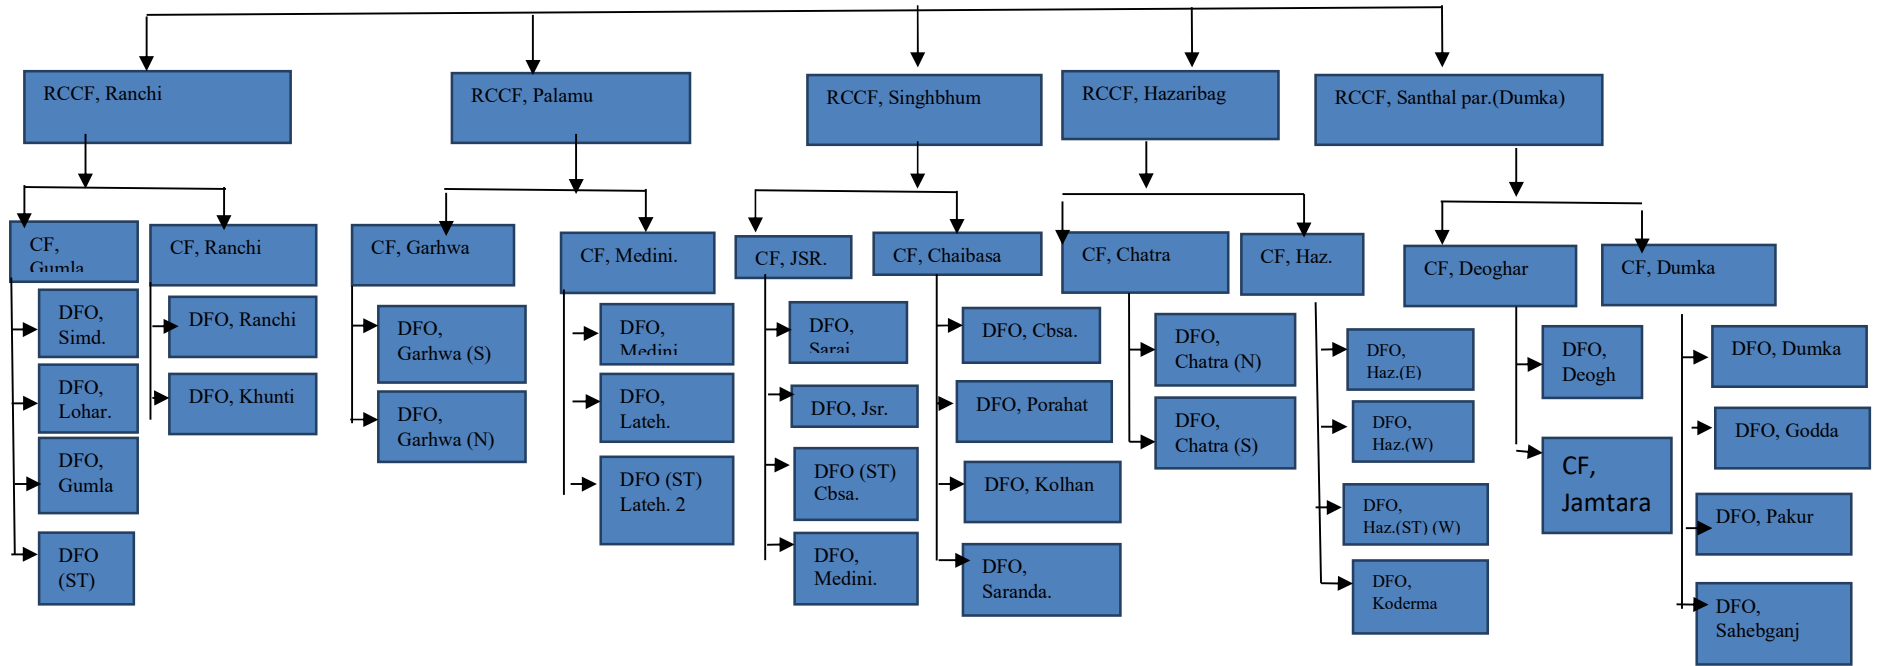 RCCF, Ranchi
RCCF, Palamu
RCCF, Singhbhum
RCCF, Hazaribag
RCCF, Santhal par.(Dumka)
CF,
Gumla
CF, Ranchi
CF, Garhwa
CF, Medini.
CF, JSR.
CF, Chaibasa
CF, Chatra
CF, Haz.
CF, Deoghar
CF, Dumka
DFO,
Simd.
DFO,
Lohar.
DFO,
Gumla
DFO
(ST)
DFO, Ranchi
DFO, Khunti
DFO,
Garhwa (S)
DFO,
Garhwa (N)
DFO,
Medini
DFO,
Lateh.
DFO (ST)
Lateh. 2
DFO,
Sarai
DFO, Jsr.
DFO (ST)
Cbsa.
DFO,
Medini.
DFO, Cbsa.
DFO, Porahat
DFO, Kolhan
DFO,
Saranda.
DFO,
Chatra (N)
DFO,
Chatra (S)
DFO,
Haz.(E)
DFO,
Haz.(W)
DFO,
Haz.(ST) (W)
DFO,
Koderma
DFO,
Deogh
CF,
Jamtara
DFO, Dumka
DFO, Godda
DFO, Pakur
DFO,
Sahebganj